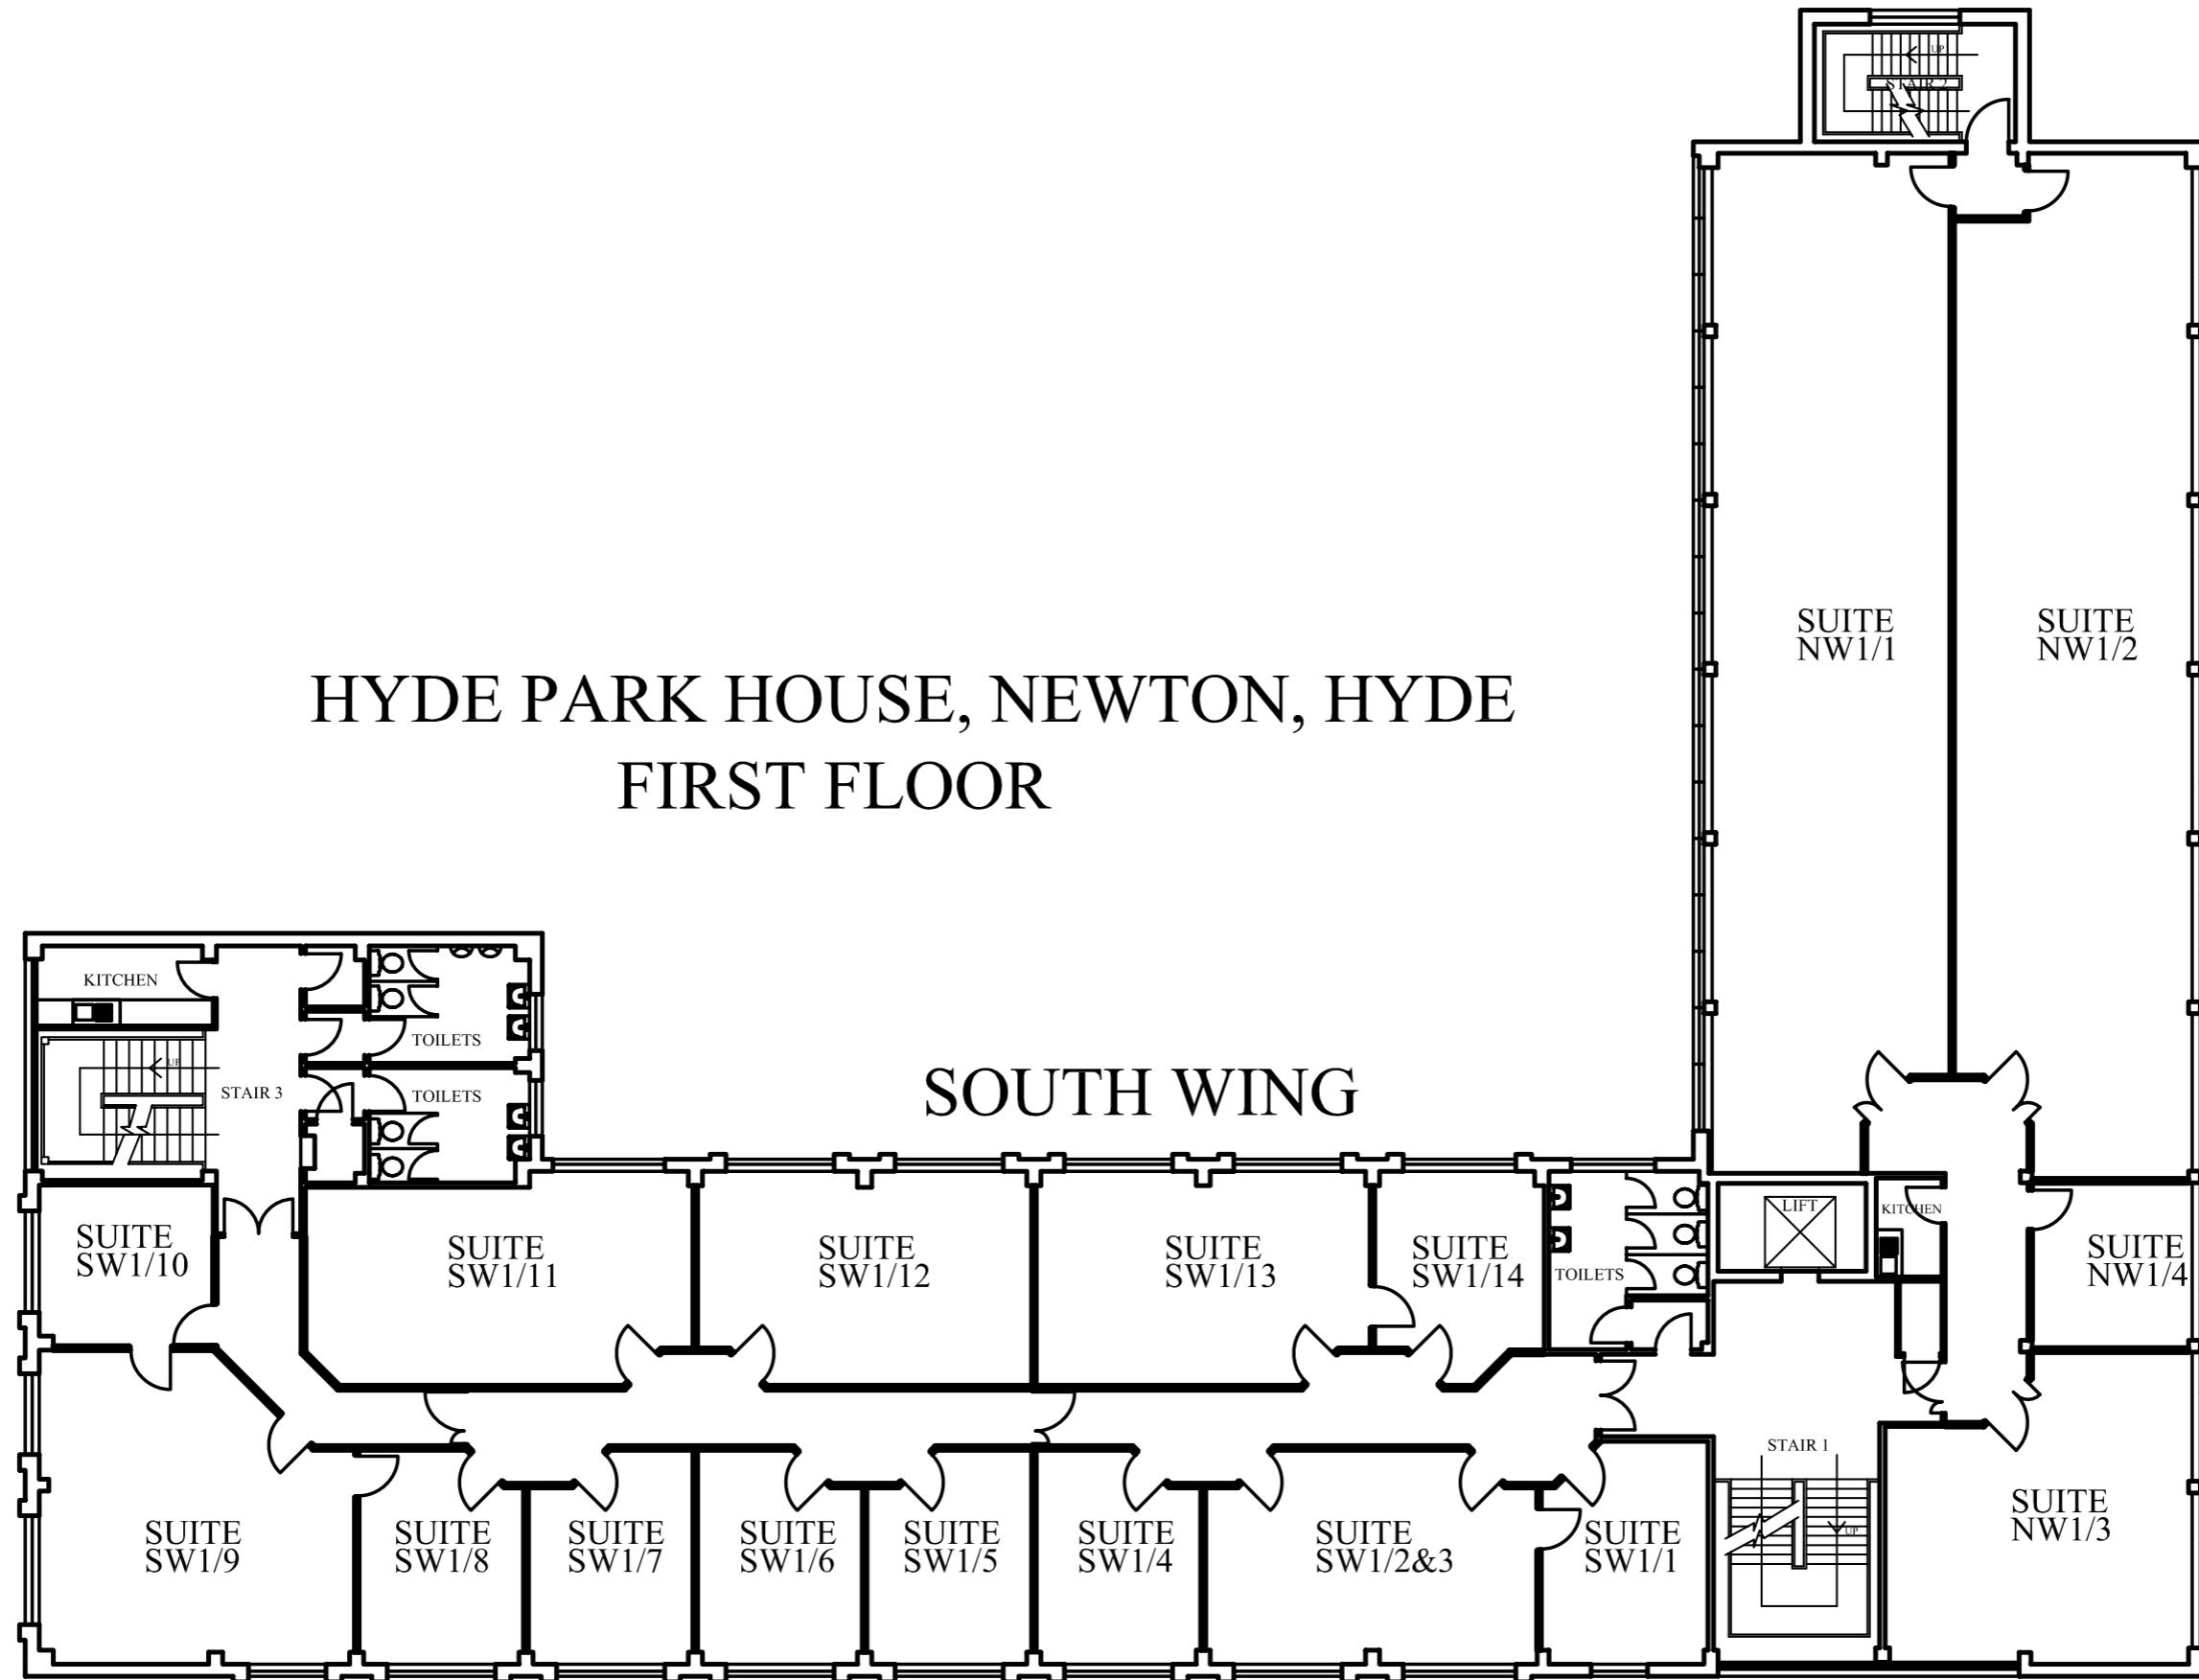 UP
STAIR 2
SUITE
NW1/1
SUITE
NW1/2
HYDE PARK HOUSE, NEWTON, HYDE
FIRST FLOOR
SOUTH WING
KITCHEN
TOILETS
UP
STAIR 3
TOILETS
SUITE
SW1/10
SUITE
SW1/11
SUITE
SW1/12
SUITE
SW1/13
SUITE
SW1/14
TOILETS
LIFT
KITCHEN
SUITE
NW1/4
STAIR 1
UP
SUITE
NW1/3
SUITE
SW1/9
SUITE
SW1/8
SUITE
SW1/7
SUITE
SW1/6
SUITE
SW1/5
SUITE
SW1/4
SUITE
SW1/2&3
SUITE
SW1/1